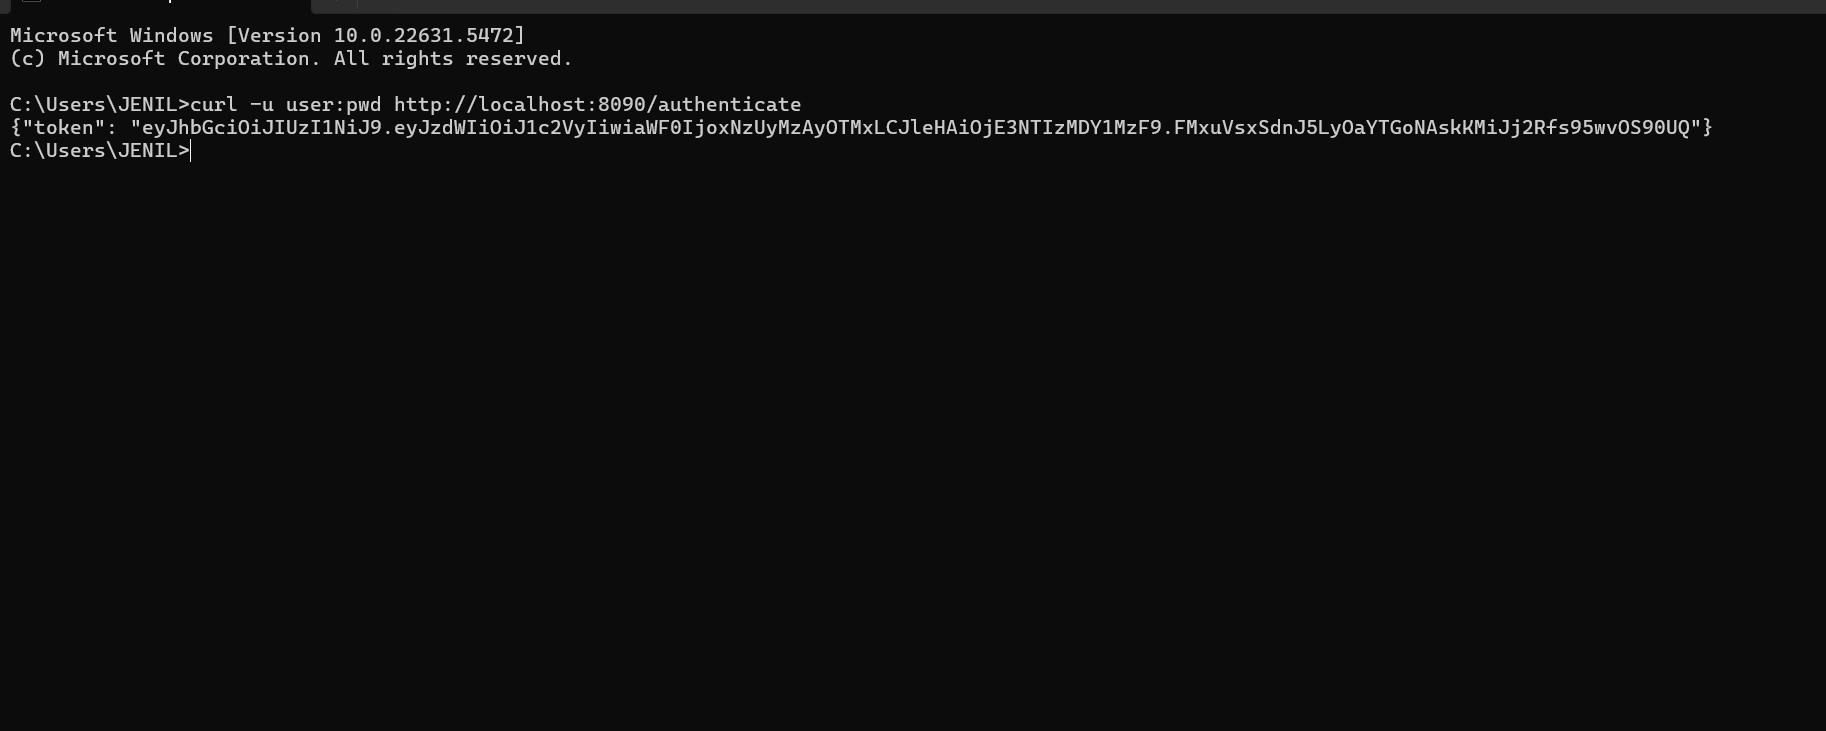 Microsoft Windows [Version 10.0.22631.5472]
(c) Microsoft Corporation. All rights reserved.
C:\Users\JENIL>curl -u user:pwd http://localhost:8090/authenticate
{"token": "eyJhbGciOiJIUzI1NiJ9.eyJzdWIiOiJ1c2VyIiwiaWF0IjoxNzUyMzAyOTMxLCJleHAiOjE3NTIzMDY1MzF9.FMxuVsxSdnJ5LyOaYTGoNAskKMiJj2Rfs95wvOS90UQ"}
C:\Users\JENIL>